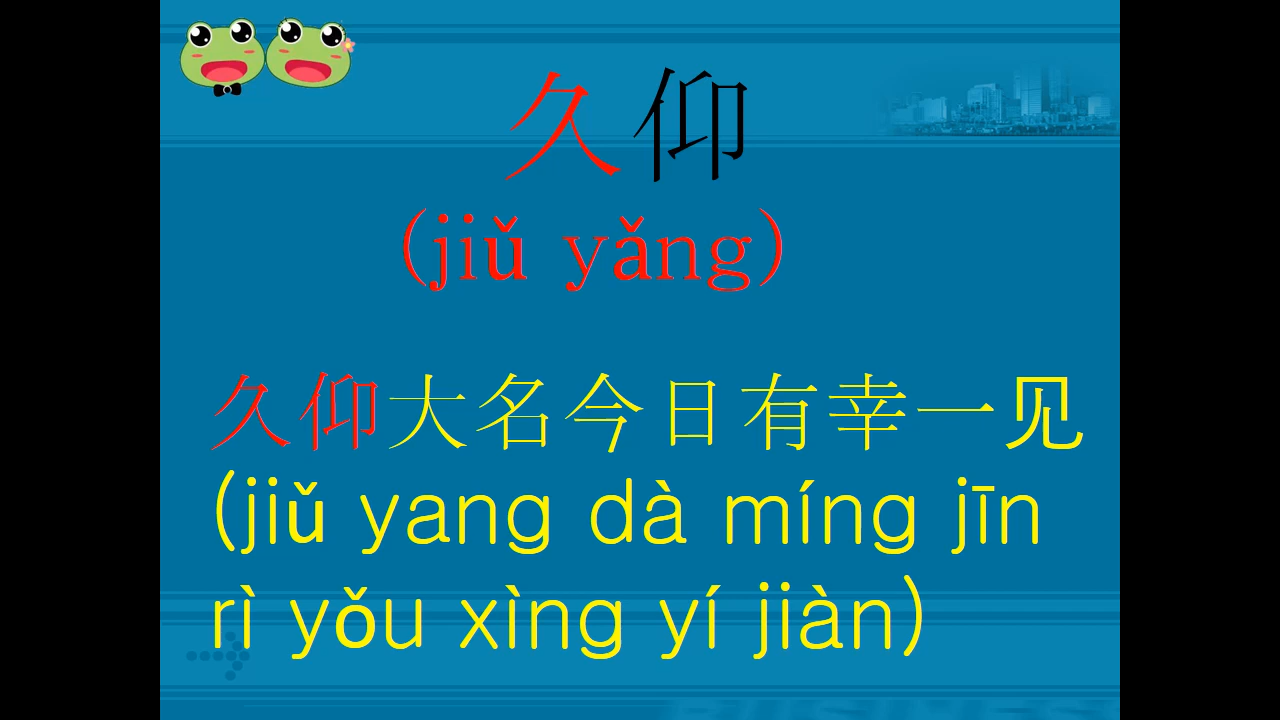 久仰
(jiǔ yǎng)
久仰大名今日有幸一见
(jiǔ yang dà míng jīn
rì yǒu xìng yí jiàn)
BUSINESS